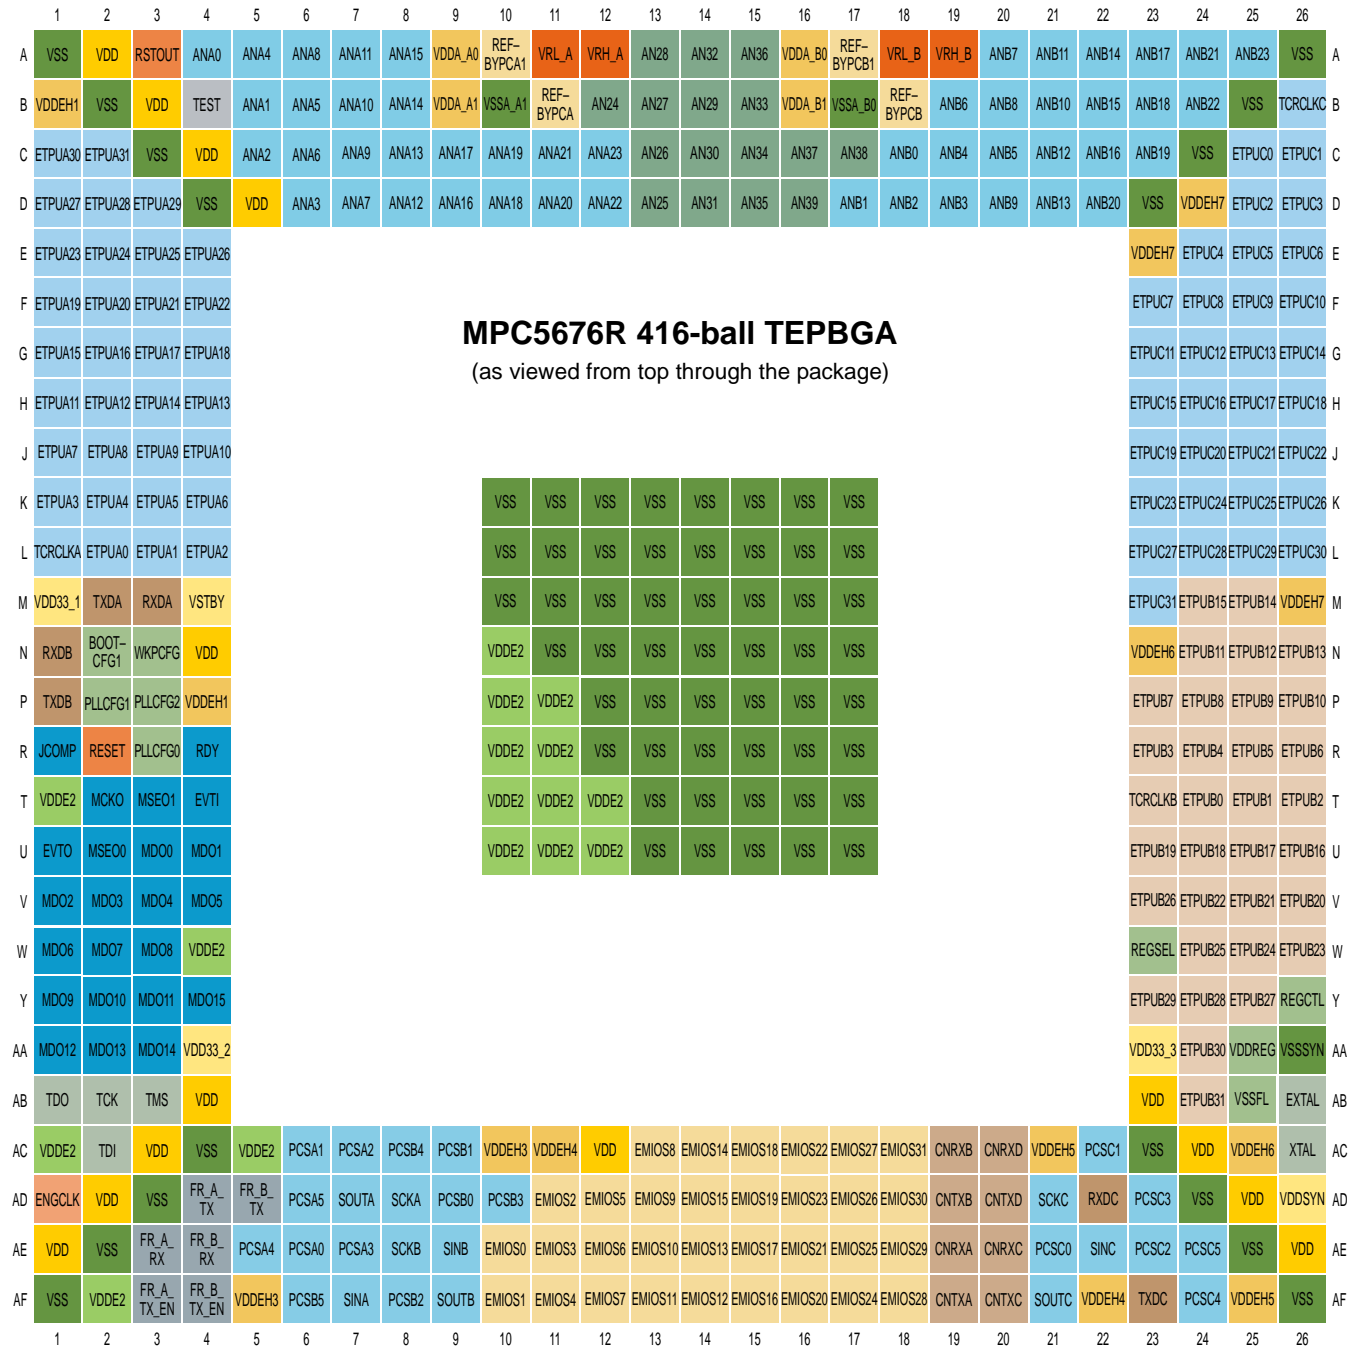 1 2 3 4 5 6 7 8 9 10 11 12 13 14 15 16 17 18 19 20 21 22 23 24 25 26
A VSS VDD RSTOUT ANA0 ANA4 ANA8 ANA11 ANA15 VDDA_A0 REF–BYPCA1 VRL_A VRH_A AN28 AN32 AN36 VDDA_B0 REF–BYPCB1 VRL_B VRH_B ANB7 ANB11 ANB14 ANB17 ANB21 ANB23 VSS A
B VDDEH1 VSS VDD TEST ANA1 ANA5 ANA10 ANA14 VDDA_A1 VSSA_A1 REF–BYPCA AN24 AN27 AN29 AN33 VDDA_B1 VSSA_B0 REF–BYPCB ANB6 ANB8 ANB10 ANB15 ANB18 ANB22 VSS TCRCLKC B
C ETPUA30 ETPUA31 VSS VDD ANA2 ANA6 ANA9 ANA13 ANA17 ANA19 ANA21 ANA23 AN26 AN30 AN34 AN37 AN38 ANB0 ANB4 ANB5 ANB12 ANB16 ANB19 VSS ETPUC0 ETPUC1 C
D ETPUA27 ETPUA28 ETPUA29 VSS VDD ANA3 ANA7 ANA12 ANA16 ANA18 ANA20 ANA22 AN25 AN31 AN35 AN39 ANB1 ANB2 ANB3 ANB9 ANB13 ANB20 VSS VDDEH7 ETPUC2 ETPUC3 D
E ETPUA23 ETPUA24 ETPUA25 ETPUA26 VDDEH7 ETPUC4 ETPUC5 ETPUC6 E
F ETPUA19 ETPUA20 ETPUA21 ETPUA22 ETPUC7 ETPUC8 ETPUC9 ETPUC10 F
MPC5676R 416-ball TEPBGA
G ETPUA15 ETPUA16 ETPUA17 ETPUA18 ETPUC11 ETPUC12 ETPUC13 ETPUC14 G
(as viewed from top through the package)
H ETPUA11 ETPUA12 ETPUA14 ETPUA13 ETPUC15 ETPUC16 ETPUC17 ETPUC18 H
J ETPUA7 ETPUA8 ETPUA9 ETPUA10 ETPUC19 ETPUC20 ETPUC21 ETPUC22 J
K ETPUA3 ETPUA4 ETPUA5 ETPUA6 VSS VSS VSS VSS VSS VSS VSS VSS ETPUC23 ETPUC24 ETPUC25 ETPUC26 K
L TCRCLKA ETPUA0 ETPUA1 ETPUA2 VSS VSS VSS VSS VSS VSS VSS VSS ETPUC27 ETPUC28 ETPUC29 ETPUC30 L
M VDD33_1 TXDA RXDA VSTBY VSS VSS VSS VSS VSS VSS VSS VSS ETPUC31 ETPUB15 ETPUB14 VDDEH7 M
N RXDB BOOT–CFG1 WKPCFG VDD VDDE2 VSS VSS VSS VSS VSS VSS VSS VDDEH6 ETPUB11 ETPUB12 ETPUB13 N
P TXDB PLLCFG1 PLLCFG2 VDDEH1 VDDE2 VDDE2 VSS VSS VSS VSS VSS VSS ETPUB7 ETPUB8 ETPUB9 ETPUB10 P
R JCOMP RESET PLLCFG0 RDY VDDE2 VDDE2 VSS VSS VSS VSS VSS VSS ETPUB3 ETPUB4 ETPUB5 ETPUB6 R
T VDDE2 MCKO MSEO1 EVTI VDDE2 VDDE2 VDDE2 VSS VSS VSS VSS VSS TCRCLKB ETPUB0 ETPUB1 ETPUB2 T
U EVTO MSEO0 MDO0 MDO1 VDDE2 VDDE2 VDDE2 VSS VSS VSS VSS VSS ETPUB19 ETPUB18 ETPUB17 ETPUB16 U
V MDO2 MDO3 MDO4 MDO5 ETPUB26 ETPUB22 ETPUB21 ETPUB20 V
W MDO6 MDO7 MDO8 VDDE2 REGSEL ETPUB25 ETPUB24 ETPUB23 W
Y MDO9 MDO10 MDO11 MDO15 ETPUB29 ETPUB28 ETPUB27 REGCTL Y
AA MDO12 MDO13 MDO14 VDD33_2 VDD33_3 ETPUB30 VDDREG VSSSYN AA
AB TDO TCK TMS VDD VDD ETPUB31 VSSFL EXTAL AB
AC VDDE2 TDI VDD VSS VDDE2 PCSA1 PCSA2 PCSB4 PCSB1 VDDEH3 VDDEH4 VDD EMIOS8 EMIOS14 EMIOS18 EMIOS22 EMIOS27 EMIOS31 CNRXB CNRXD VDDEH5 PCSC1 VSS VDD VDDEH6 XTAL AC
AD ENGCLK VDD VSS FR_A_TX FR_B_TX PCSA5 SOUTA SCKA PCSB0 PCSB3 EMIOS2 EMIOS5 EMIOS9 EMIOS15 EMIOS19 EMIOS23 EMIOS26 EMIOS30 CNTXB CNTXD SCKC RXDC PCSC3 VSS VDD VDDSYN AD
AE VDD VSS FR_A_RX FR_B_RX PCSA4 PCSA0 PCSA3 SCKB SINB EMIOS0 EMIOS3 EMIOS6 EMIOS10 EMIOS13 EMIOS17 EMIOS21 EMIOS25 EMIOS29 CNRXA CNRXC PCSC0 SINC PCSC2 PCSC5 VSS VDD AE
AF VSS VDDE2 FR_A_TX_EN FR_B_TX_EN VDDEH3 PCSB5 SINA PCSB2 SOUTB EMIOS1 EMIOS4 EMIOS7 EMIOS11 EMIOS12 EMIOS16 EMIOS20 EMIOS24 EMIOS28 CNTXA CNTXC SOUTC VDDEH4 TXDC PCSC4 VDDEH5 VSS AF
1 2 3 4 5 6 7 8 9 10 11 12 13 14 15 16 17 18 19 20 21 22 23 24 25 26